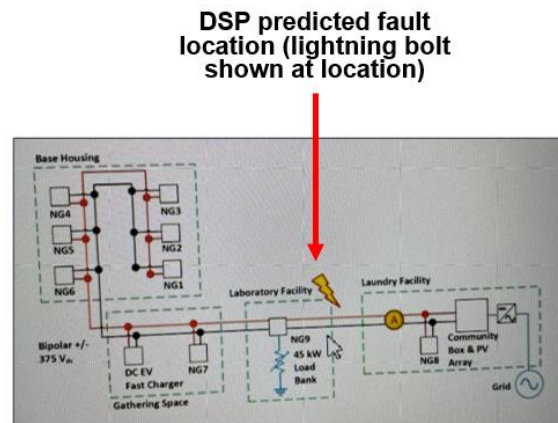 DSP predicted fault
location (lightning bolt
shown at location)
Base Housing
NG4
NG3
NG5
NG2
NG6
NG1
Laboratory Facility
Laundry Facility
Bipolar +/-
375 Vdc
DC EV
Fast Charger
NG7
Gathering Space
NG9
45 kW
Load
Bank
A
NG8
Community
Box & PV
Array
Grid